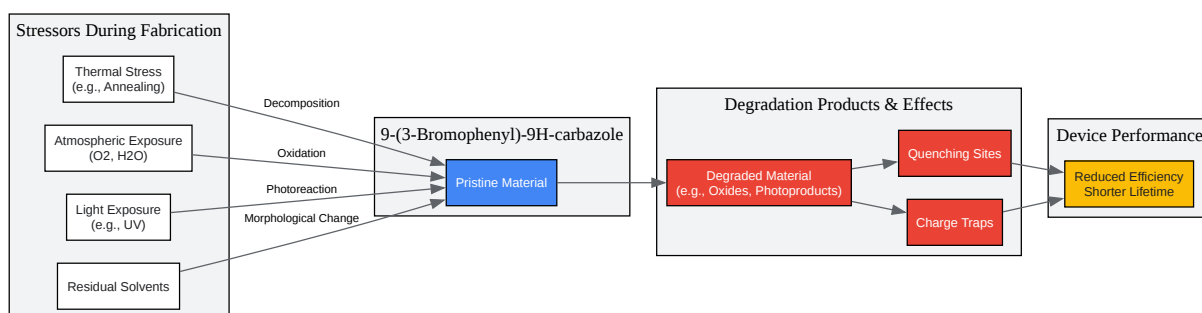 Stressors During Fabrication
Thermal Stress
(e.g., Annealing)
Atmospheric Exposure
(O2, H2O)
Light Exposure
(e.g., UV)
Residual Solvents
Decomposition
Oxidation
Photoreaction
Morphological Change
9-(3-Bromophenyl)-9H-carbazole
Pristine Material
Degradation Products & Effects
Degraded Material
(e.g., Oxides, Photoproducts)
Quenching Sites
Charge Traps
Device Performance
Reduced Efficiency
Shorter Lifetime